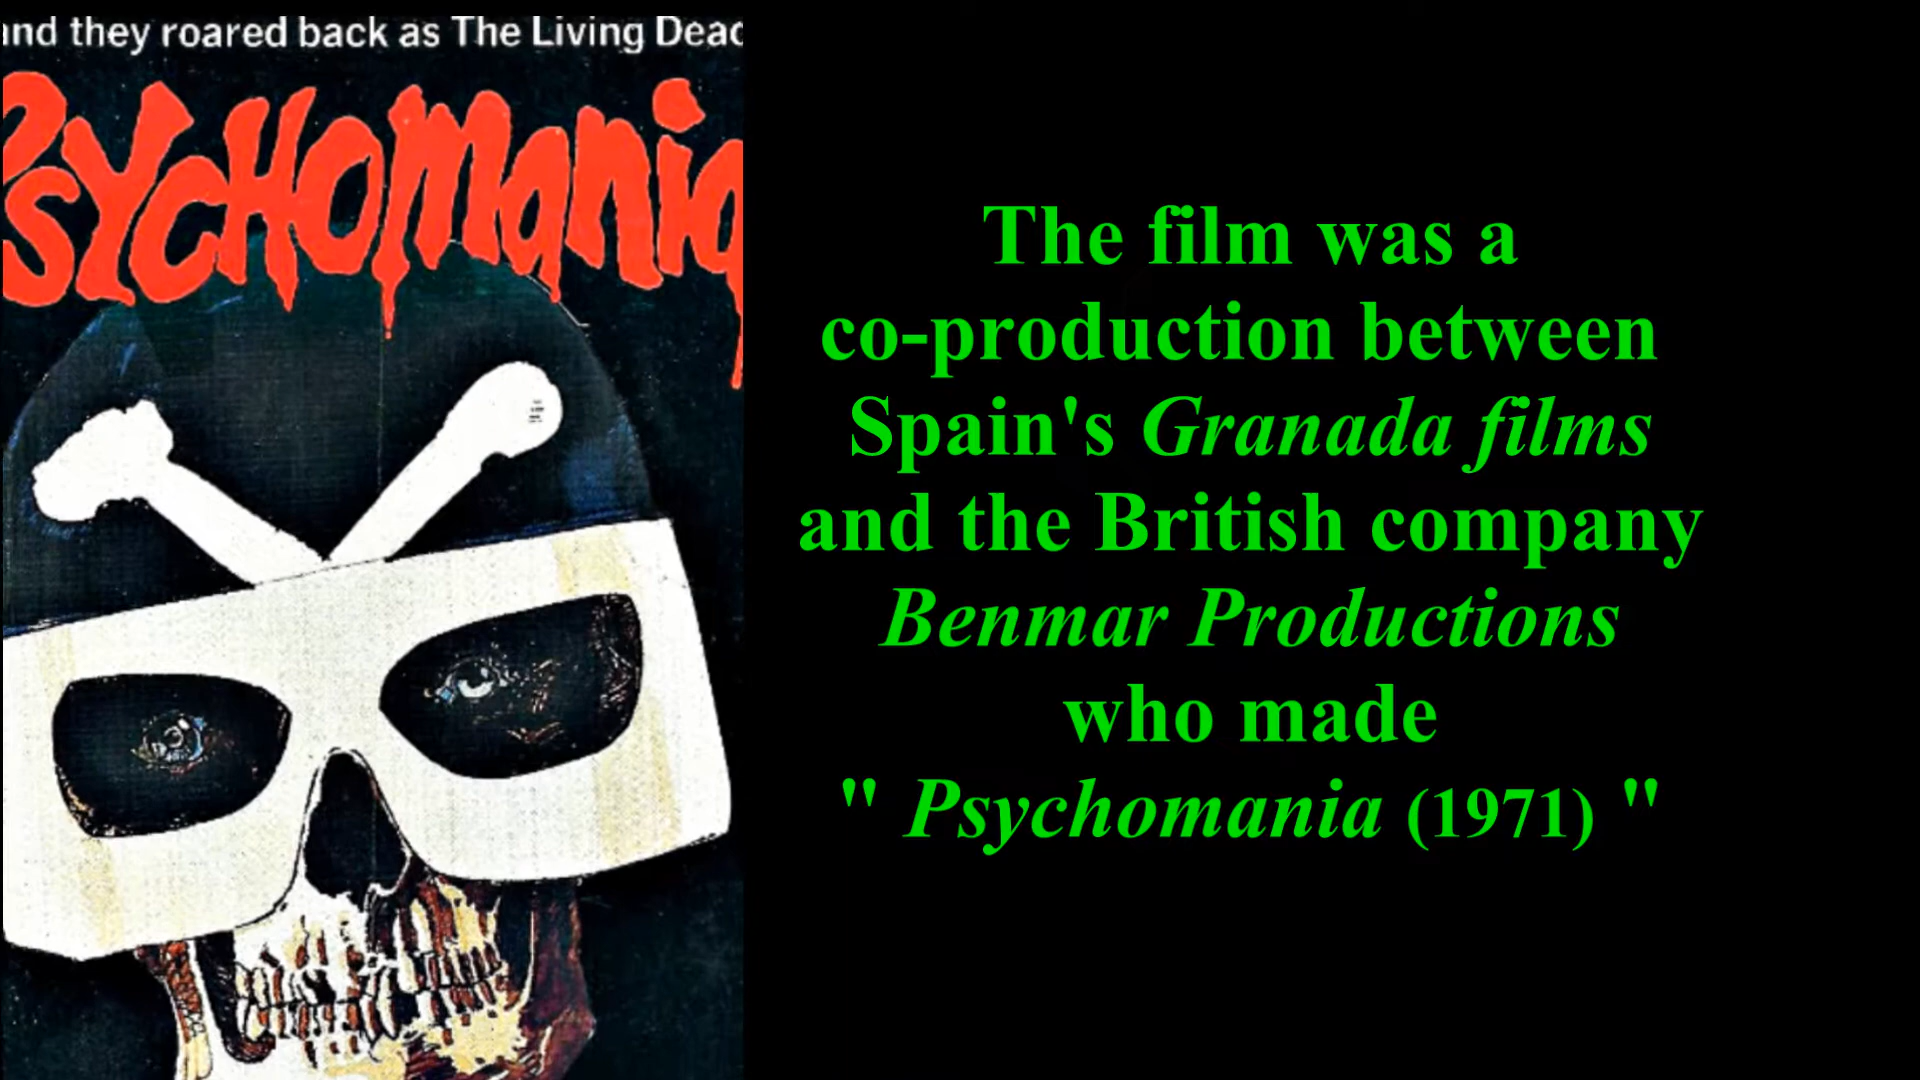 and they roared back as The Living Dead
Psychomania
The film was a
co-production between
Spain's Granada films
and the British company
Benmar Productions
who made
" Psychomania (1971) "